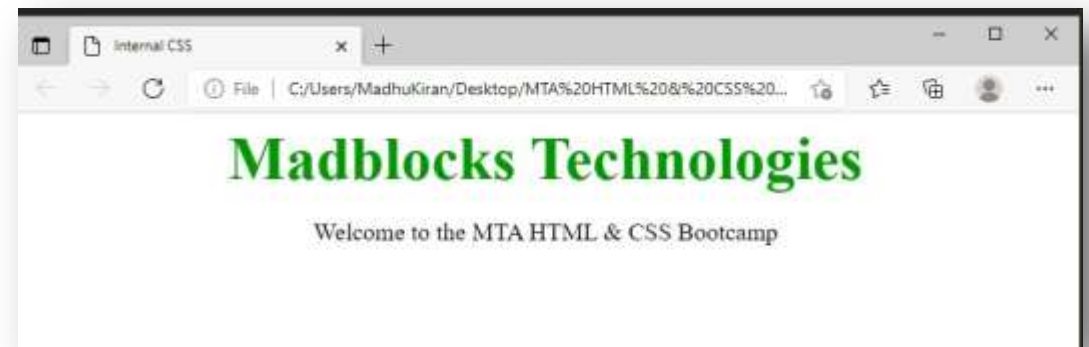 Internal CSS
File | C:/Users/MadhuKiran/Desktop/MTA%20HTML%20&%20CSS%20...
Madblocks Technologies
Welcome to the MTA HTML & CSS Bootcamp